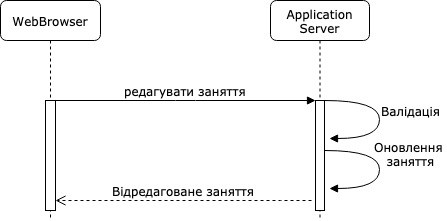 WebBrowser
Application
Server
редагувати заняття
Валідація
Оновлення
заняття
Відредаговане заняття